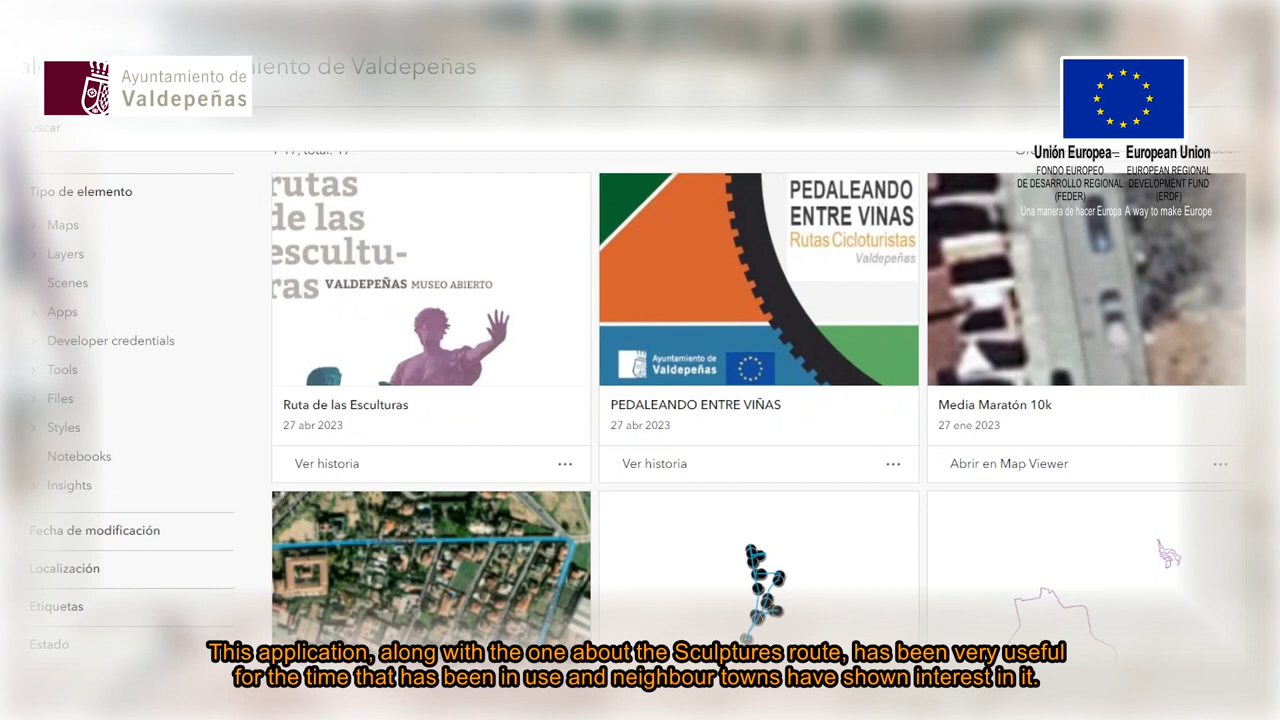 iento de Valdepeñas
Ayuntamiento de
Valdepeñas
buscar
Unión Europea – European Union
FONDO EUROPEO
DE DESARROLLO REGIONAL
(FEDER)
EUROPEAN REGIONAL
DEVELOPMENT FUND
(ERDF)
Una manera de hacer Europa A way to make Europe
Tipo de elemento
Maps
Layers
Scenes
Apps
Developer credentials
Tools
Files
Styles
Notebooks
Insights
Fecha de modificación
Localización
Etiquetas
Estado
rutas
de las
escultu-
ras VALDEPEÑAS MUSEO ABIERTO
Ruta de las Esculturas
27 abr 2023
Ver historia
PEDALEANDO
ENTRE VINAS
Rutas Cicloturistas
Valdepeñas
Ayuntamiento de
Valdepeñas
PEDALEANDO ENTRE VIÑAS
27 abr 2023
Ver historia
Media Maratón 10k
27 ene 2023
Abrir en Map Viewer
This application, along with the one about the Sculptures route, has been very useful
for the time that has been in use and neighbour towns have shown interest in it.